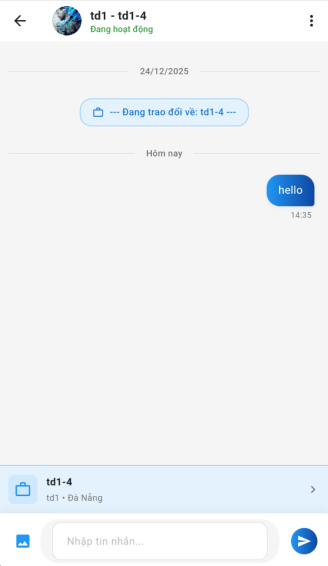 td1 - td1-4
Đang hoạt động
24/12/2025
--- Đang trao đổi về: td1-4 ---
Hôm nay
hello
14:35
td1-4
td1 • Đà Nẵng
Nhập tin nhắn...